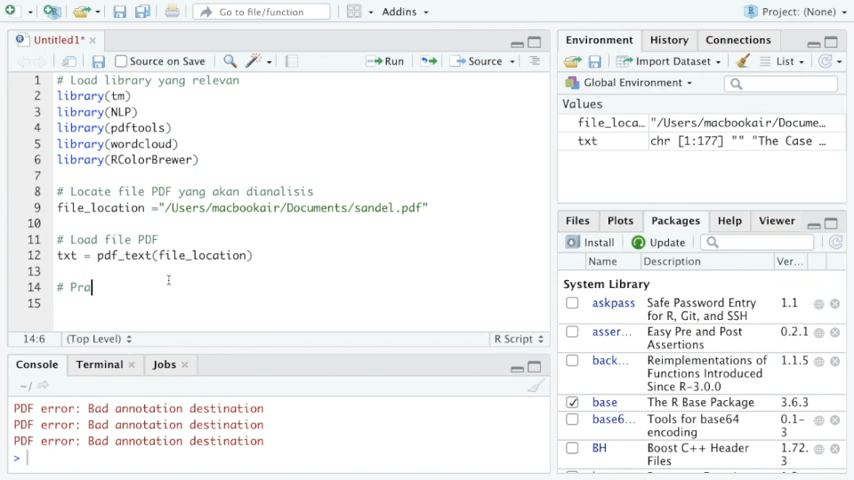 Go to file/function
Addins
Project: (None)
Untitled1*
Source on Save
Run
Source
1 # Load library yang relevan
2 library(tm)
3 library(NLP)
4 library(pdftools)
5 library(wordcloud)
6 library(RColorBrewer)
7
8 # Locate file PDF yang akan dianalisis
9 file_location ="/Users/macbookair/Documents/sandel.pdf"
10
11 # Load file PDF
12 txt = pdf_text(file_location)
13
14 # Pra
15
14:6 (Top Level) R Script
Console Terminal Jobs
~/
PDF error: Bad annotation destination
PDF error: Bad annotation destination
PDF error: Bad annotation destination
>
Environment History Connections
Import Dataset List
Global Environment
Values
file_loca… "/Users/macbookair/Docume…
txt chr [1:177] "" "The Case …
Files Plots Packages Help Viewer
Install Update
Name Description Ver…
System Library
askpass Safe Password Entry for R, Git, and SSH 1.1
asser… Easy Pre and Post Assertions 0.2.1
back… Reimplementations of Functions Introduced Since R-3.0.0 1.1.5
base The R Base Package 3.6.3
base6… Tools for base64 encoding 0.1-3
BH Boost C++ Header Files 1.72.3